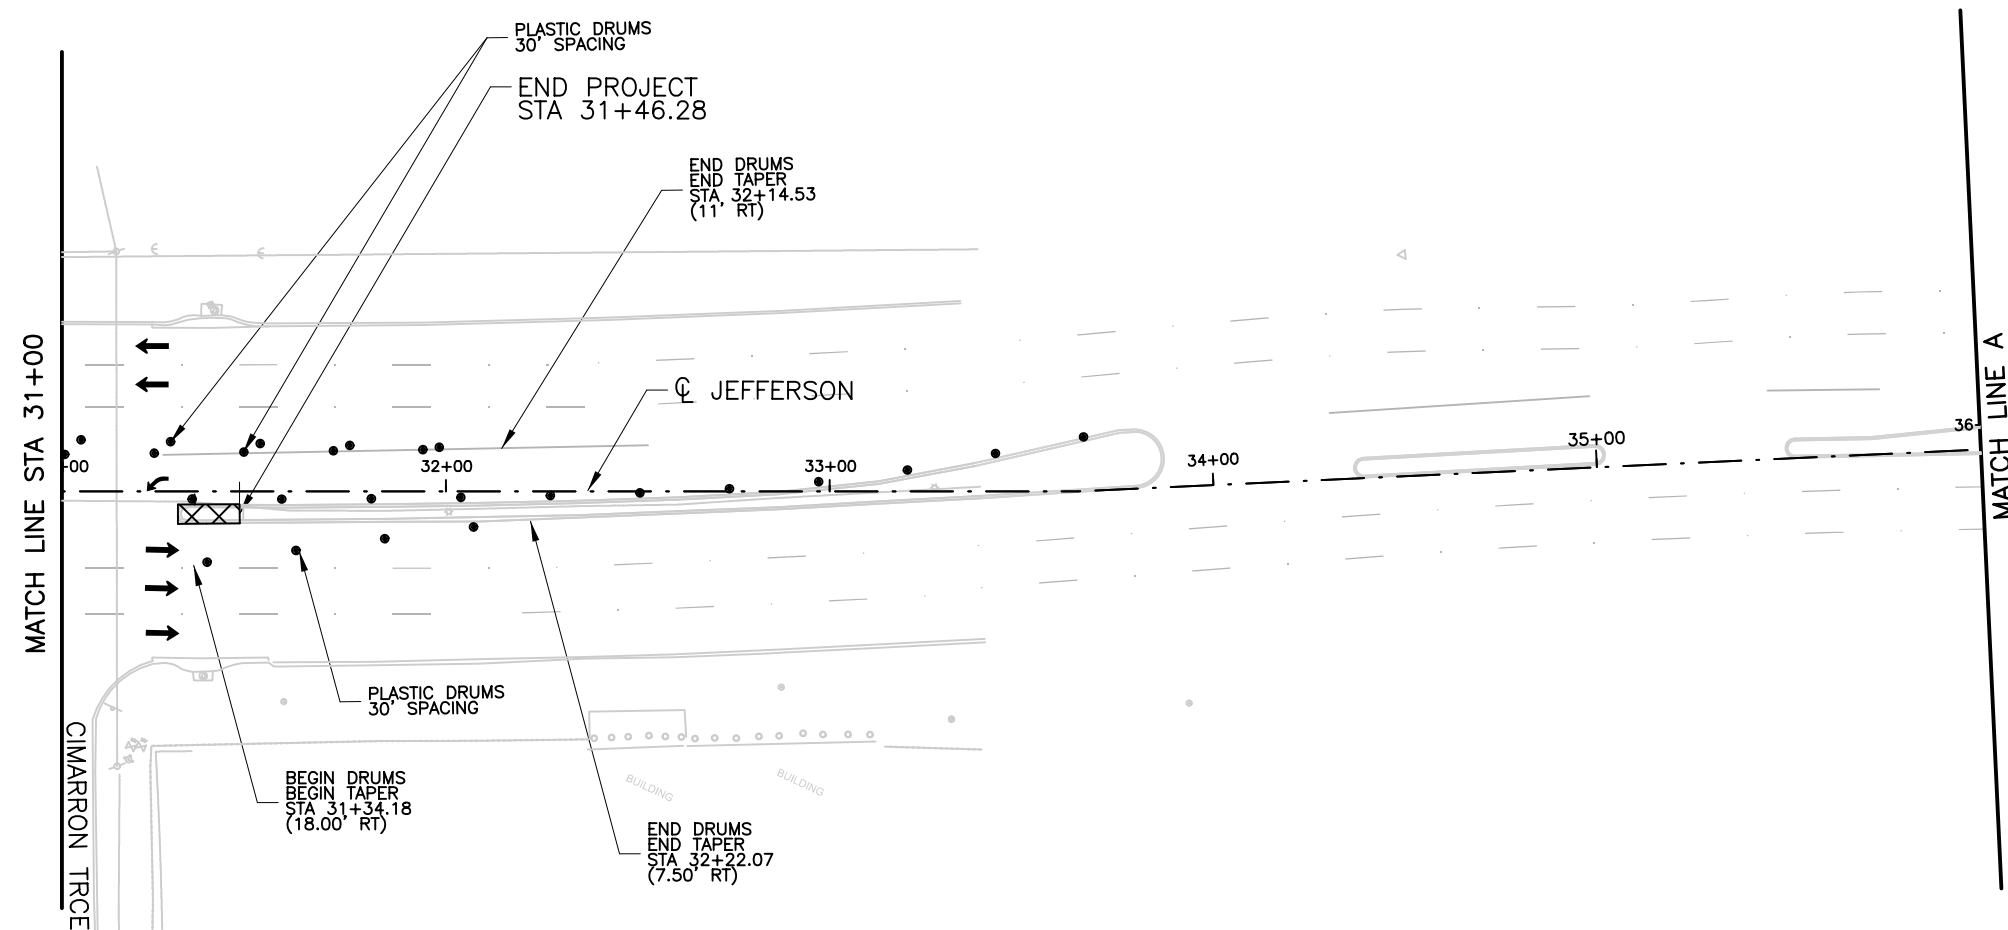 PLASTIC DRUMS
30' SPACING
END PROJECT
STA 31+46.28
END DRUMS
END TAPER
STA 32+14.53
(11' RT)
℄ JEFFERSON
MATCH LINE STA 31+00
+00
32+00
33+00
34+00
35+00
36
MATCH LINE A
PLASTIC DRUMS
30' SPACING
CIMARRON TRCE
BEGIN DRUMS
BEGIN TAPER
STA 31+34.18
(18.00' RT)
BUILDING
BUILDING
END DRUMS
END TAPER
STA 32+22.07
(7.50' RT)